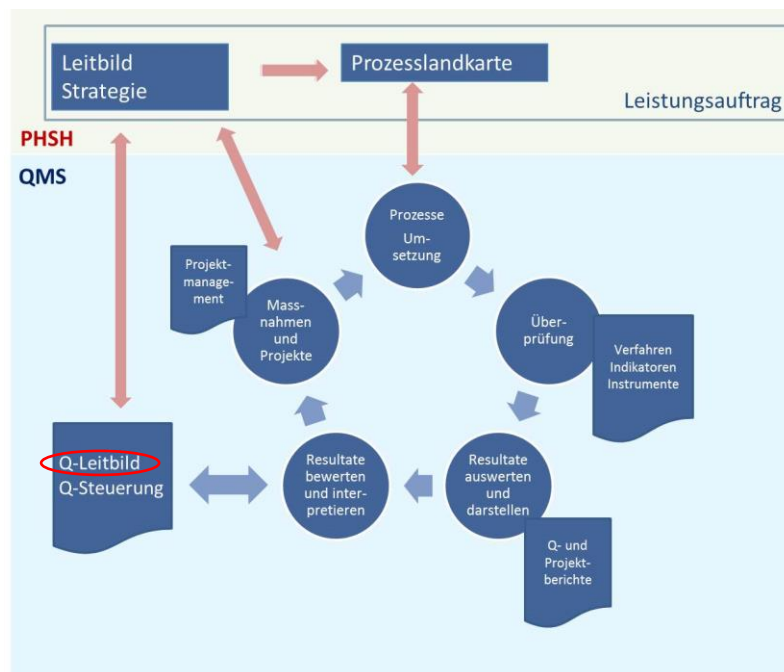 Leitbild
Strategie
Prozesslandkarte
Leistungsauftrag
PHSH
QMS
Prozesse
Um-
setzung
Projekt-
manage-
ment
Mass-
nahmen
und
Projekte
Über-
prüfung
Verfahren
Indikatoren
Instrumente
Q-Leitbild
Q-Steuerung
Resultate
bewerten
und inter-
pretieren
Resultate
auswerten
und
darstellen
Q- und
Projekt-
berichte